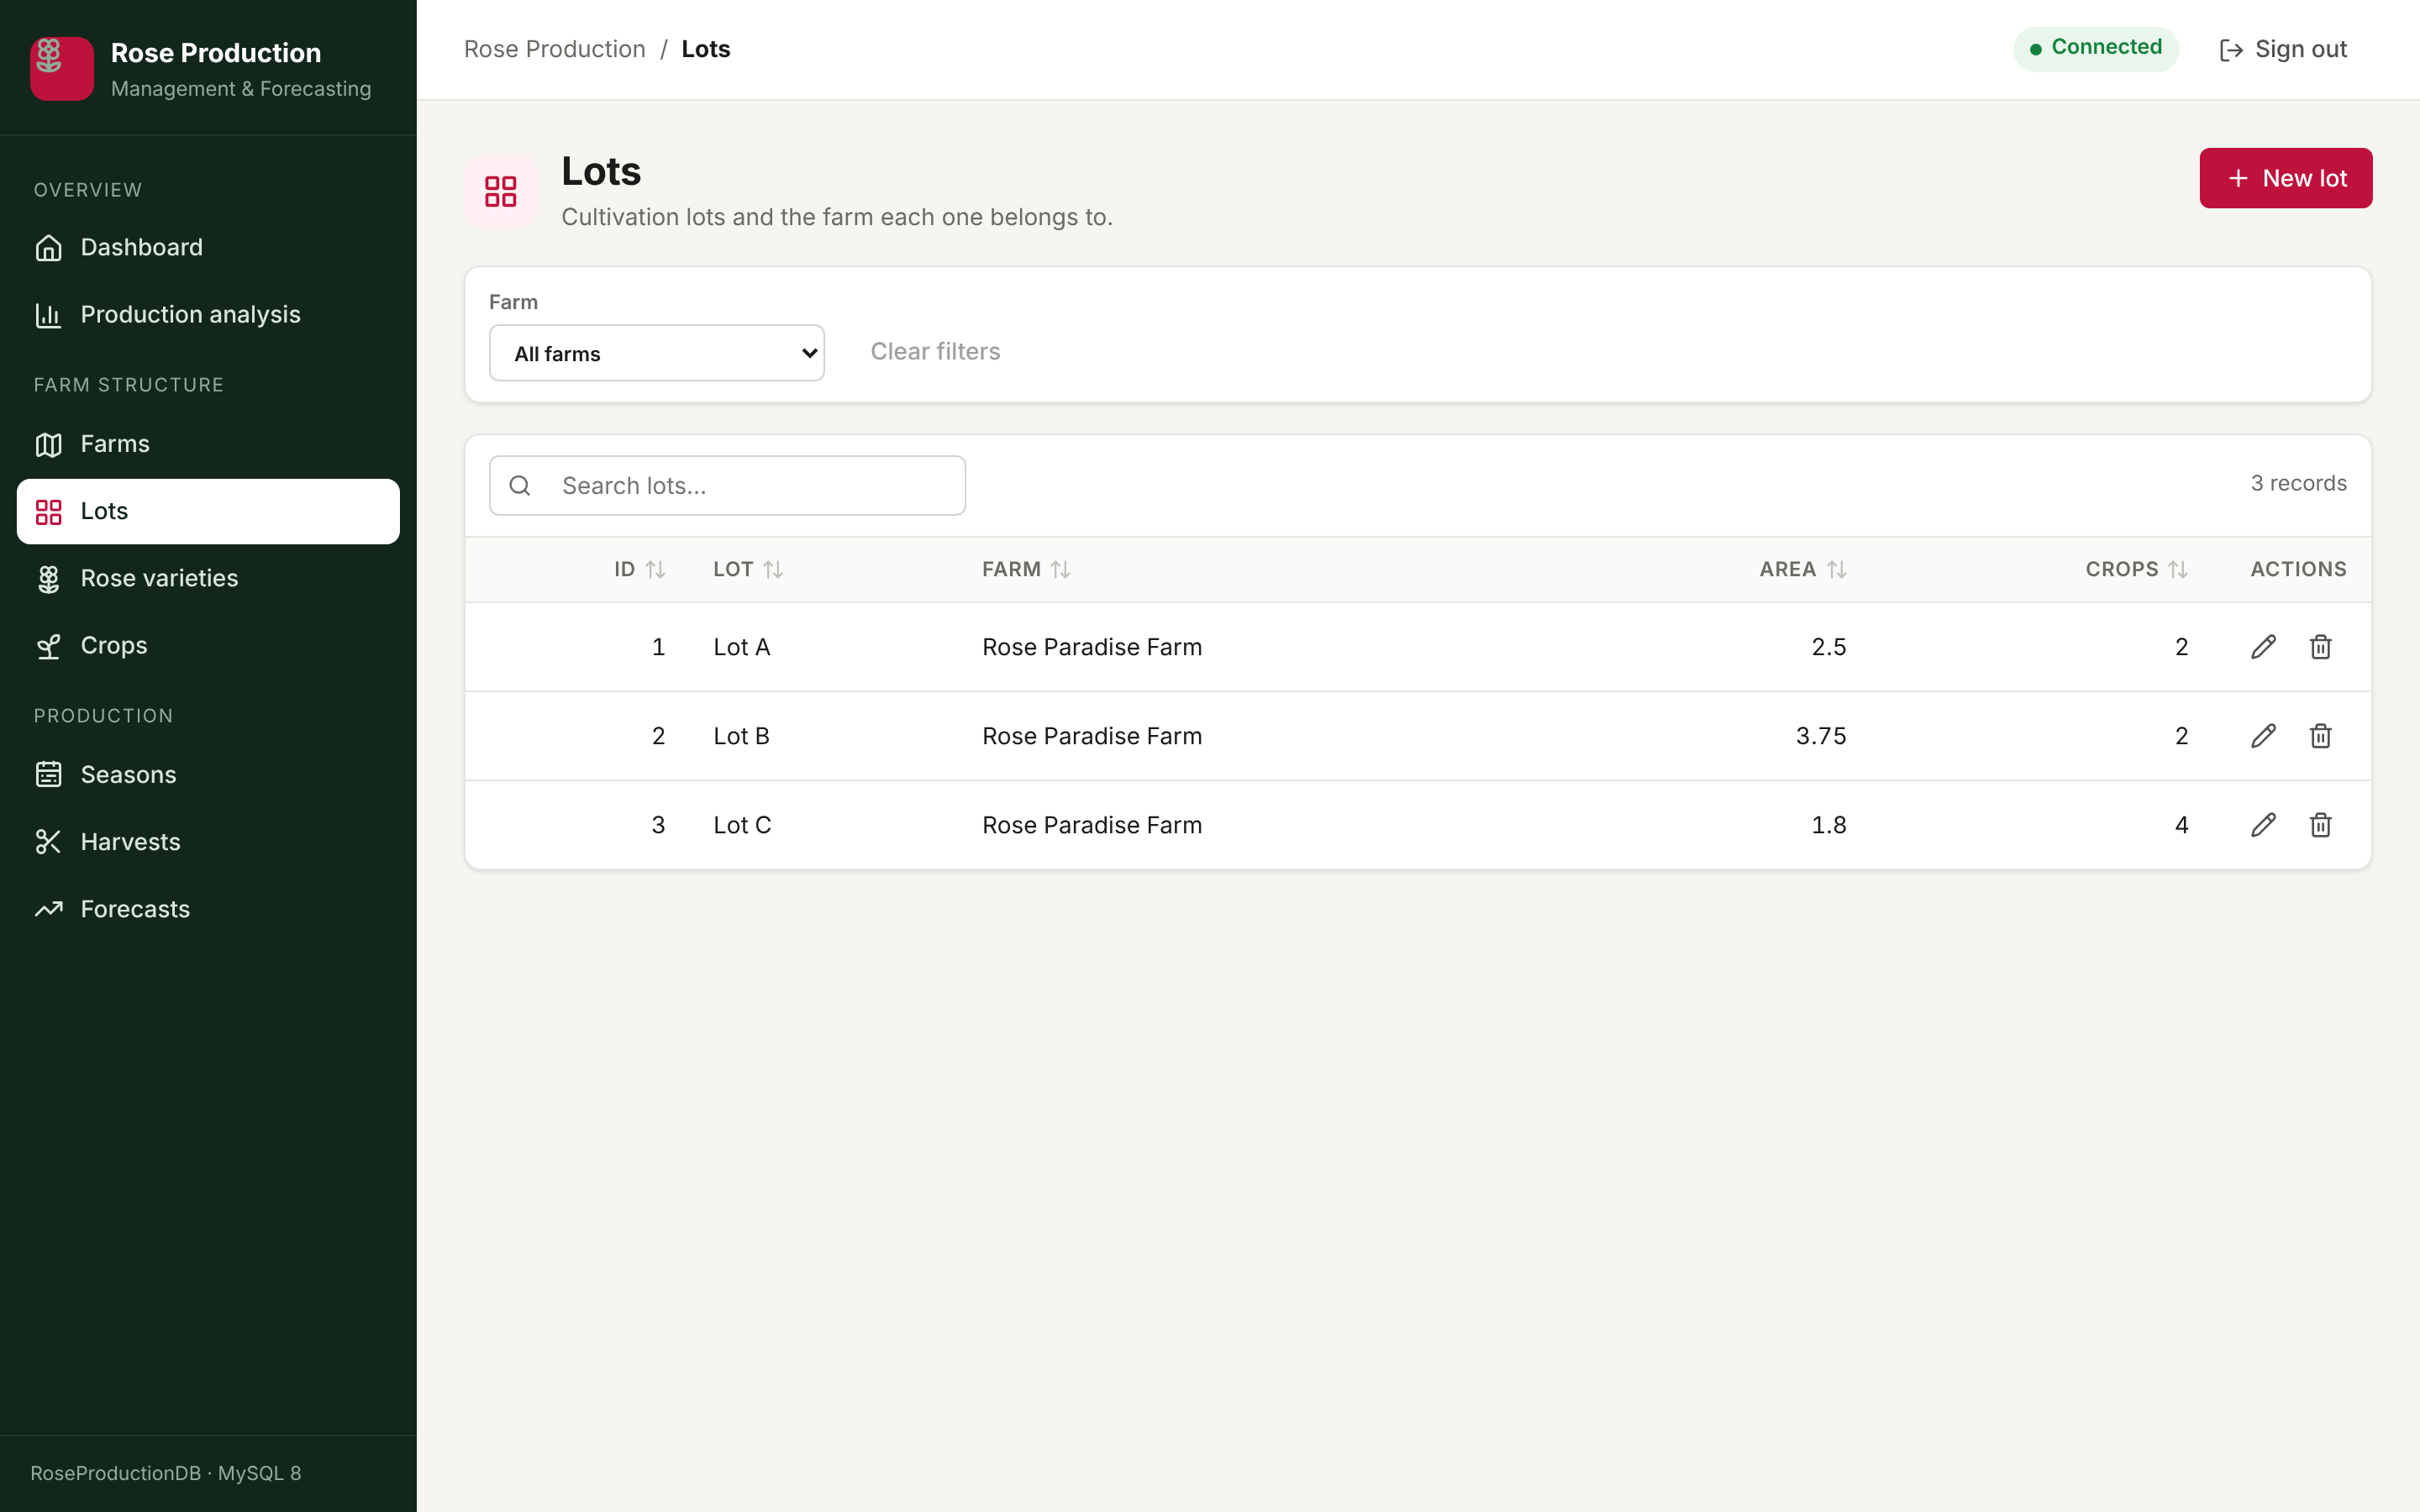 Rose Production
Management & Forecasting
OVERVIEW
Dashboard
Production analysis
FARM STRUCTURE
Farms
Lots
Rose varieties
Crops
PRODUCTION
Seasons
Harvests
Forecasts
RoseProductionDB · MySQL 8
Rose Production / Lots
Connected
Sign out
Lots
Cultivation lots and the farm each one belongs to.
New lot
Farm
All farms
Clear filters
Search lots...
3 records
ID LOT FARM AREA CROPS ACTIONS
1 Lot A Rose Paradise Farm 2.5 2
2 Lot B Rose Paradise Farm 3.75 2
3 Lot C Rose Paradise Farm 1.8 4